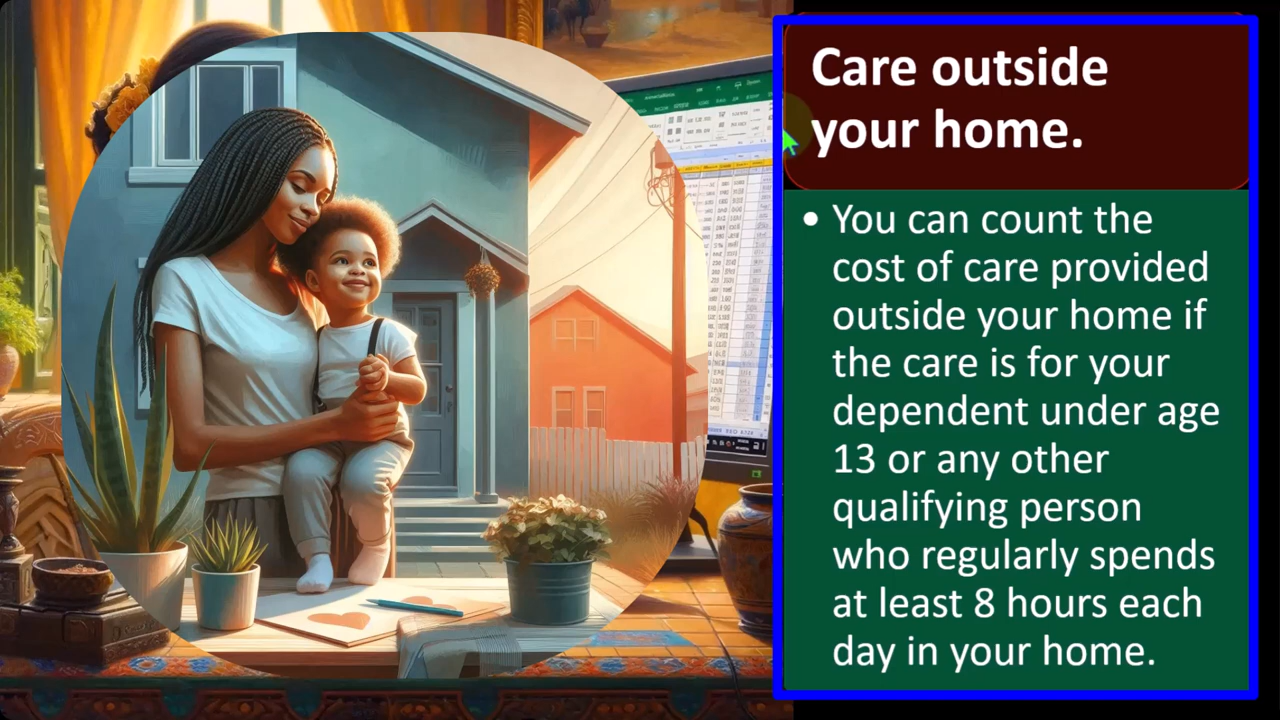 Care outside
your home.
• You can count the
cost of care provided
outside your home if
the care is for your
dependent under age
13 or any other
qualifying person
who regularly spends
at least 8 hours each
day in your home.